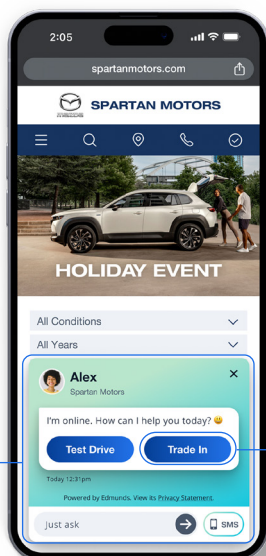 2:05
spartanmotors.com
mazda
SPARTAN MOTORS
HOLIDAY EVENT
All Conditions
All Years
Alex
Spartan Motors
I'm online. How can I help you today? 😃
Test Drive
Trade In
Today 12:31pm
Powered by Edmunds. View its Privacy Statement.
Just ask
SMS